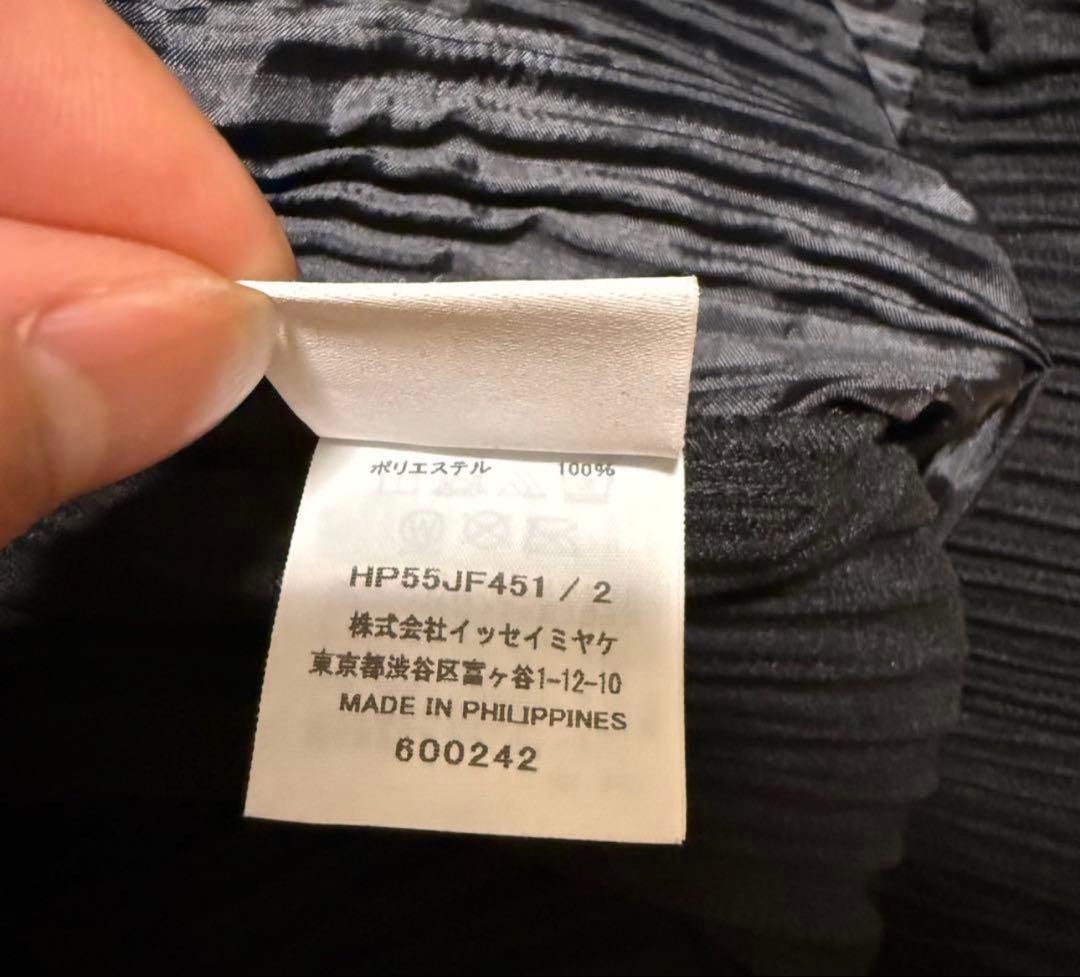 ポリエステル 100%
HP55JF451 / 2
株式会社イッセイミヤケ
東京都渋谷区富ヶ谷1-12-10
MADE IN PHILIPPINES
600242